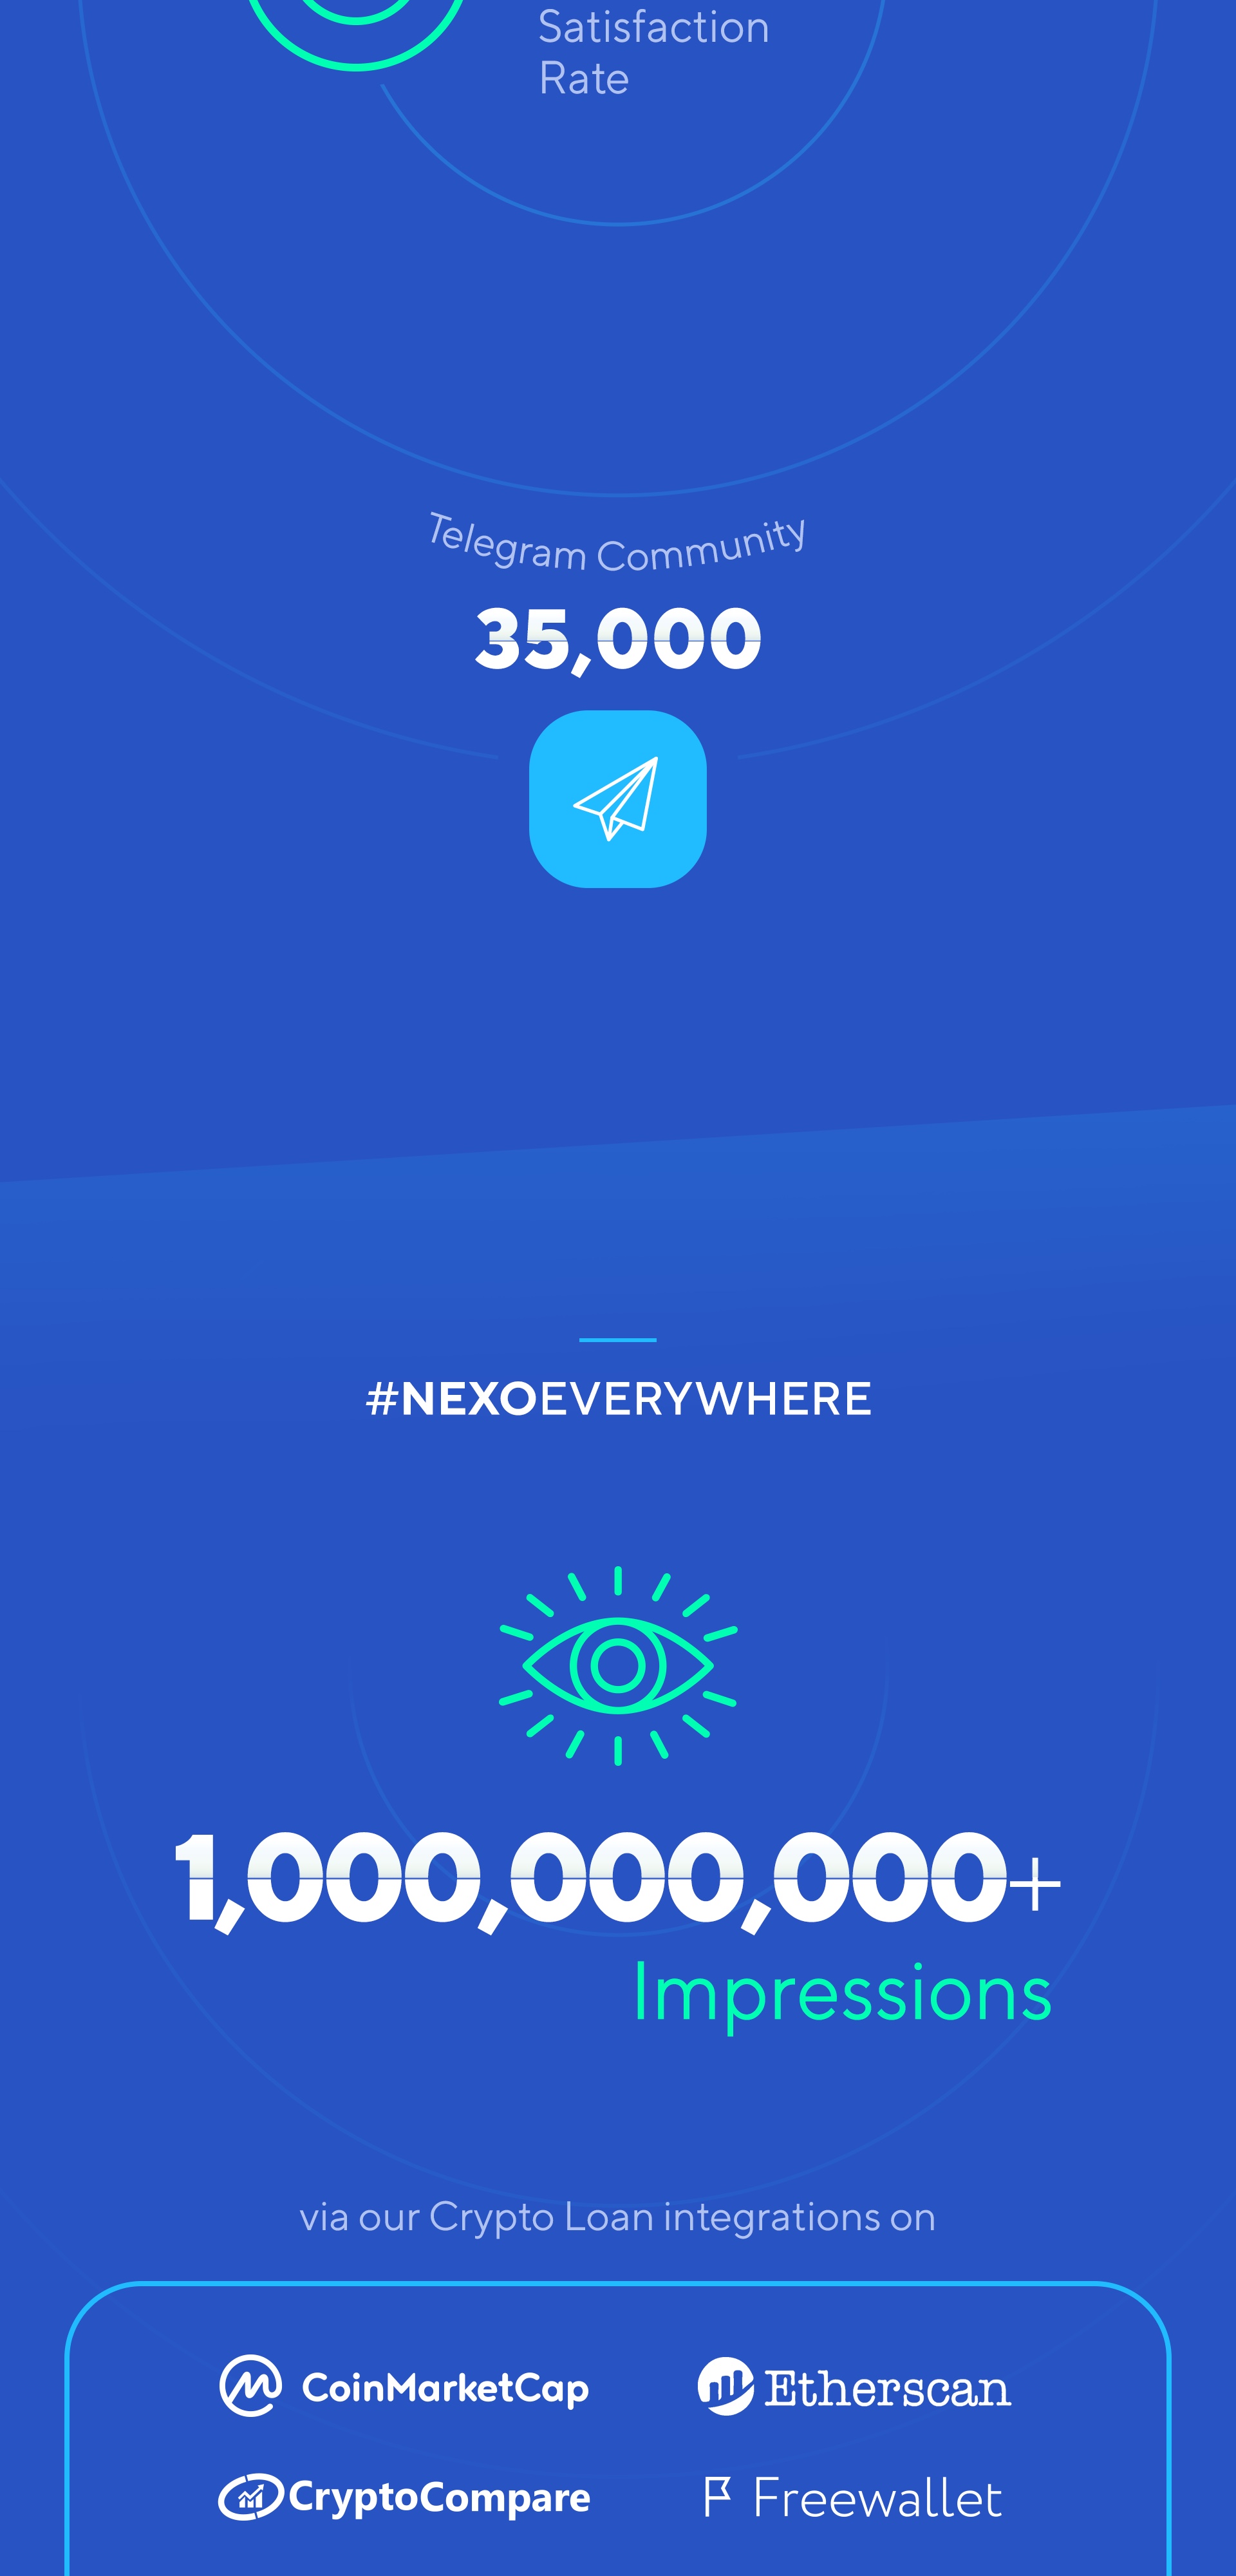 Satisfaction
Rate
Telegram Community
35,000
#NEXOEVERYWHERE
1,000,000,000+
Impressions
via our Crypto Loan integrations on
CoinMarketCap
Etherscan
CryptoCompare
Freewallet